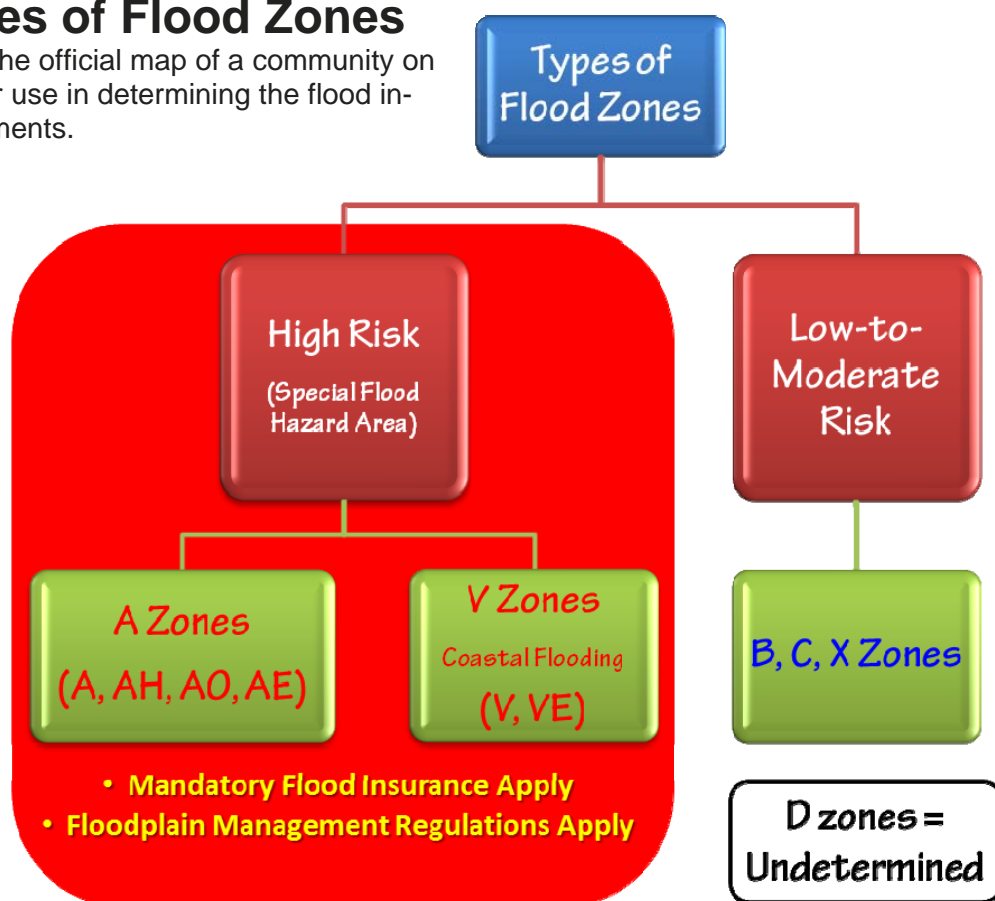 es of Flood Zones
he official map of a community on
r use in determining the flood in-
nents.
Types of
Flood Zones
High Risk
(Special Flood
Hazard Area)
Low-to-
Moderate
Risk
A Zones
(A, AH, AO, AE)
V Zones
Coastal Flooding
(V, VE)
B, C, X Zones
• Mandatory Flood Insurance Apply
• Floodplain Management Regulations Apply
D zones =
Undetermined